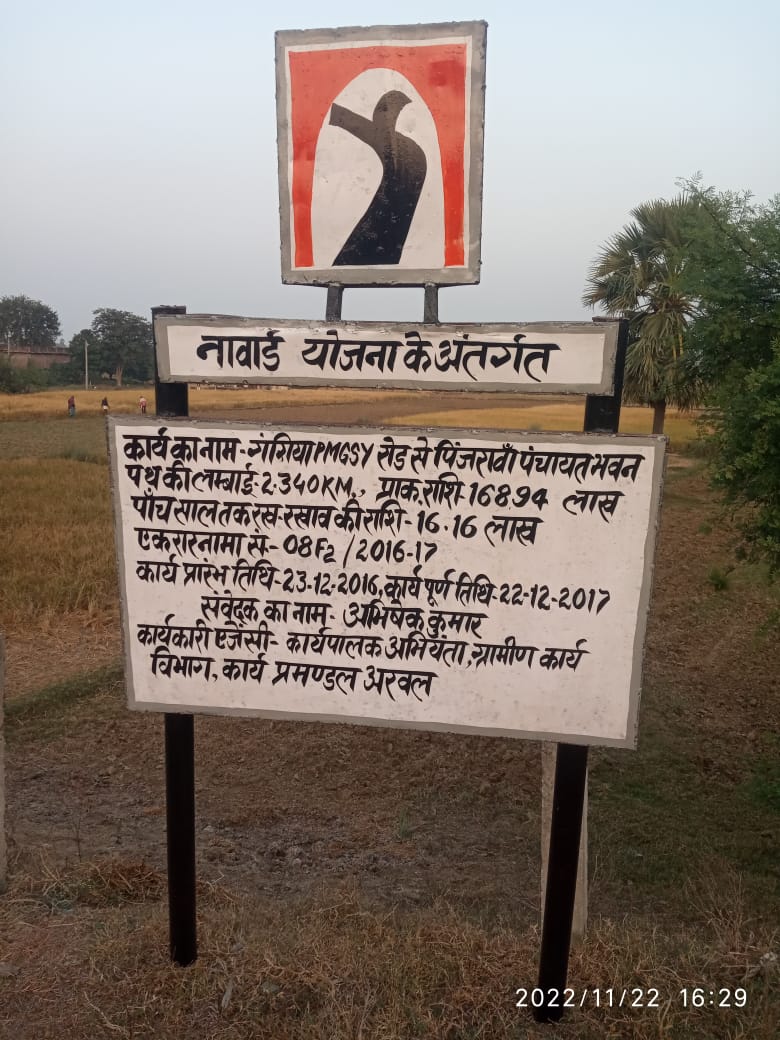 नाबार्ड योजना के अंतर्गत
कार्य का नाम - गंशिया PMGSY रोड से पिंजरावाँ पंचायत भवन
पथ की लम्बाई - 2.340KM., प्राक. राशि - 168.94 लाख
पाँच साल तक रख-रखाव की राशि - 16.16 लाख
एकरारनामा सं - 08F2 / 2016-17
कार्य प्रारंभ तिथि - 23-12-2016, कार्य पूर्ण तिथि - 22-12-2017
संवेदक का नाम - अभिषेक कुमार
कार्यकारी एजेंसी - कार्यपालक अभियंता, ग्रामीण कार्य
विभाग, कार्य प्रमण्डल अरवल
2022/11/22 16:29